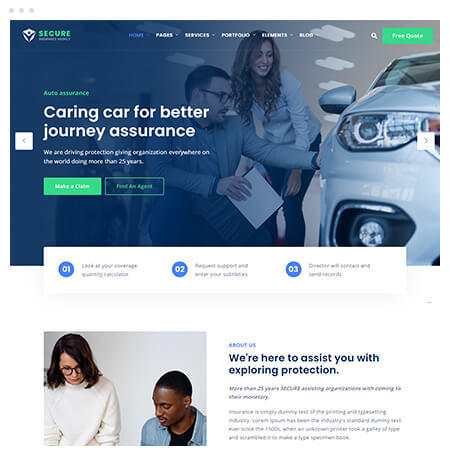 SECURE
INSURANCE AGENCY
HOME PAGES SERVICES PORTFOLIO ELEMENTS BLOG
Free Quote
Auto assurance
Caring car for better
journey assurance
We are driving protection giving organization everywhere on
the world doing more than 25 years.
Make a Claim
Find An Agent
01
Look at your coverage
quantity calculator
02
Request support and
enter your subtleties
03
Director will contact and
send records
ABOUT US
We're here to assist you with
exploring protection.
More than 25 years SECURE assisting organizations with coming to
their monetary.
Insurance is simply dummy text of the printing and typesetting
industry. Lorem Ipsum has been the industry's standard dummy text
ever since the 1500s, when an unknown printer took a galley of type
and scrambled it to make a type specimen book.